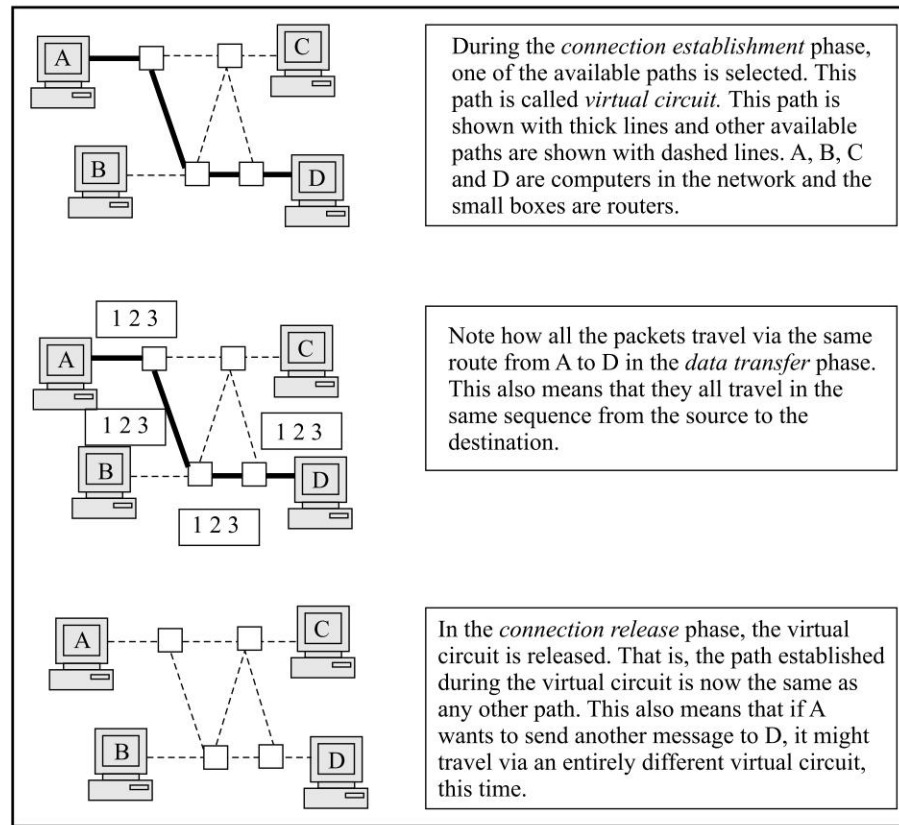 A
C
B
D
During the connection establishment phase,
one of the available paths is selected. This
path is called virtual circuit. This path is
shown with thick lines and other available
paths are shown with dashed lines. A, B, C
and D are computers in the network and the
small boxes are routers.
1 2 3
A
C
1 2 3
1 2 3
B
D
1 2 3
Note how all the packets travel via the same
route from A to D in the data transfer phase.
This also means that they all travel in the
same sequence from the source to the
destination.
A
C
B
D
In the connection release phase, the virtual
circuit is released. That is, the path established
during the virtual circuit is now the same as
any other path. This also means that if A
wants to send another message to D, it might
travel via an entirely different virtual circuit,
this time.